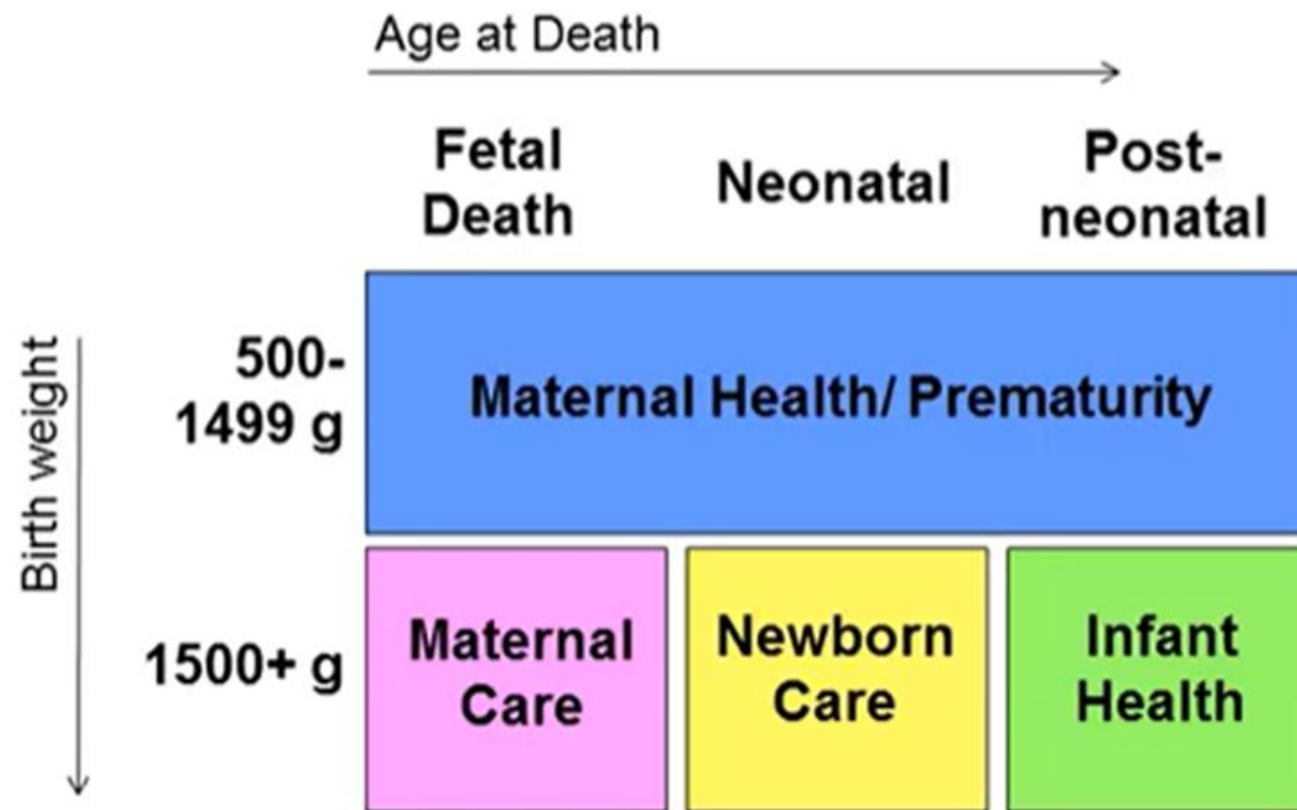 Age at Death
Fetal
Death
Neonatal
Post-
neonatal
Birth weight
500-
1499 g
Maternal Health/ Prematurity
1500+ g
Maternal
Care
Newborn
Care
Infant
Health